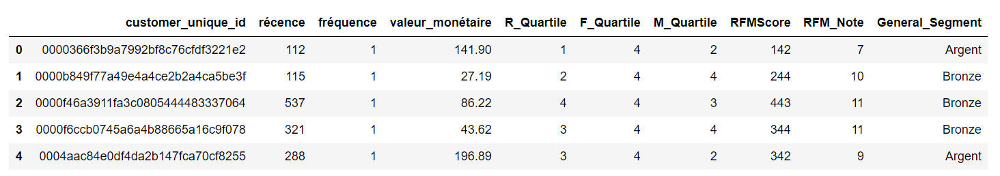 customer_unique_id récence fréquence valeur_monétaire R_Quartile F_Quartile M_Quartile RFMScore RFM_Note General_Segment
0 0000366f3b9a7992bf8c76cfdf3221e2 112 1 141.90 1 4 2 142 7 Argent
1 0000b849f77a49e4a4ce2b2a4ca5be3f 115 1 27.19 2 4 4 244 10 Bronze
2 0000f46a3911fa3c0805444483337064 537 1 86.22 4 4 3 443 11 Bronze
3 0000f6ccb0745a6a4b88665a16c9f078 321 1 43.62 3 4 4 344 11 Bronze
4 0004aac84e0df4da2b147fca70cf8255 288 1 196.89 3 4 2 342 9 Argent